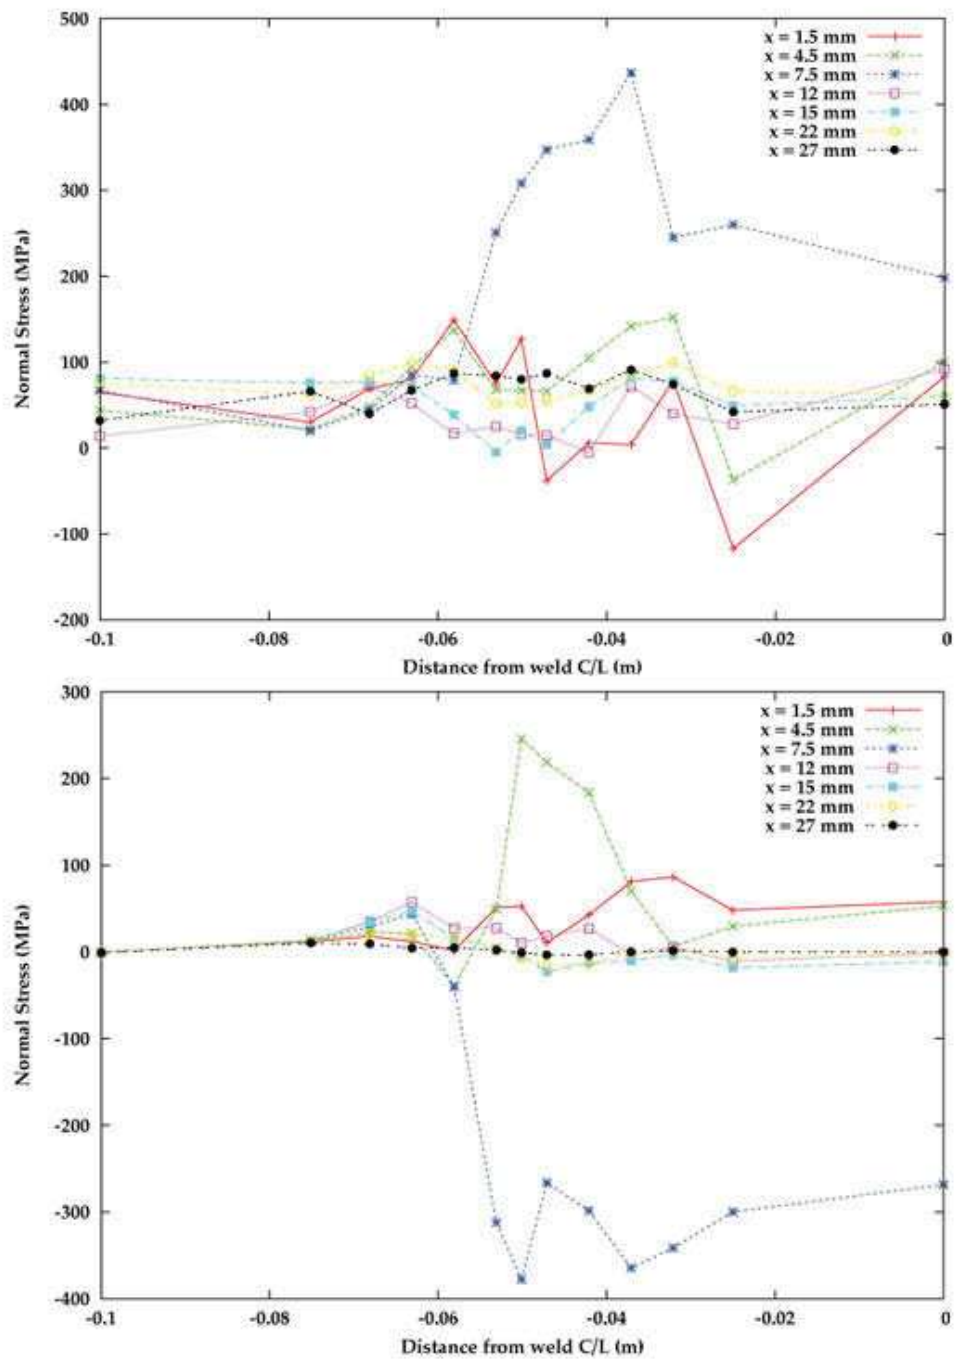 500
400
300
200
100
0
-100
-200
Normal Stress (MPa)
x = 1.5 mm
x = 4.5 mm
x = 7.5 mm
x = 12 mm
x = 15 mm
x = 22 mm
x = 27 mm
-0.1 -0.08 -0.06 -0.04 -0.02 0
Distance from weld C/L (m)
300
200
100
0
-100
-200
-300
-400
Normal Stress (MPa)
x = 1.5 mm
x = 4.5 mm
x = 7.5 mm
x = 12 mm
x = 15 mm
x = 22 mm
x = 27 mm
-0.1 -0.08 -0.06 -0.04 -0.02 0
Distance from weld C/L (m)